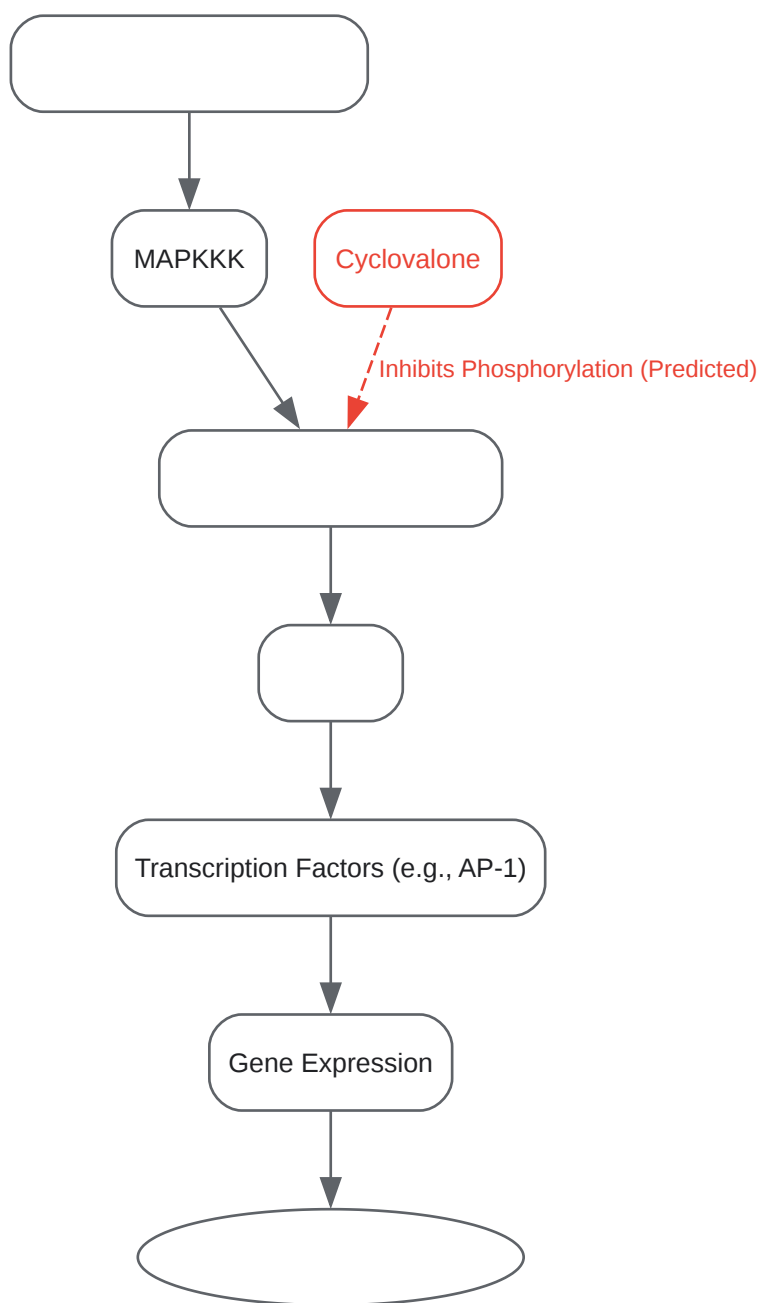 MAPKKK
Cyclovalone
Inhibits Phosphorylation (Predicted)
Transcription Factors (e.g., AP-1)
Gene Expression